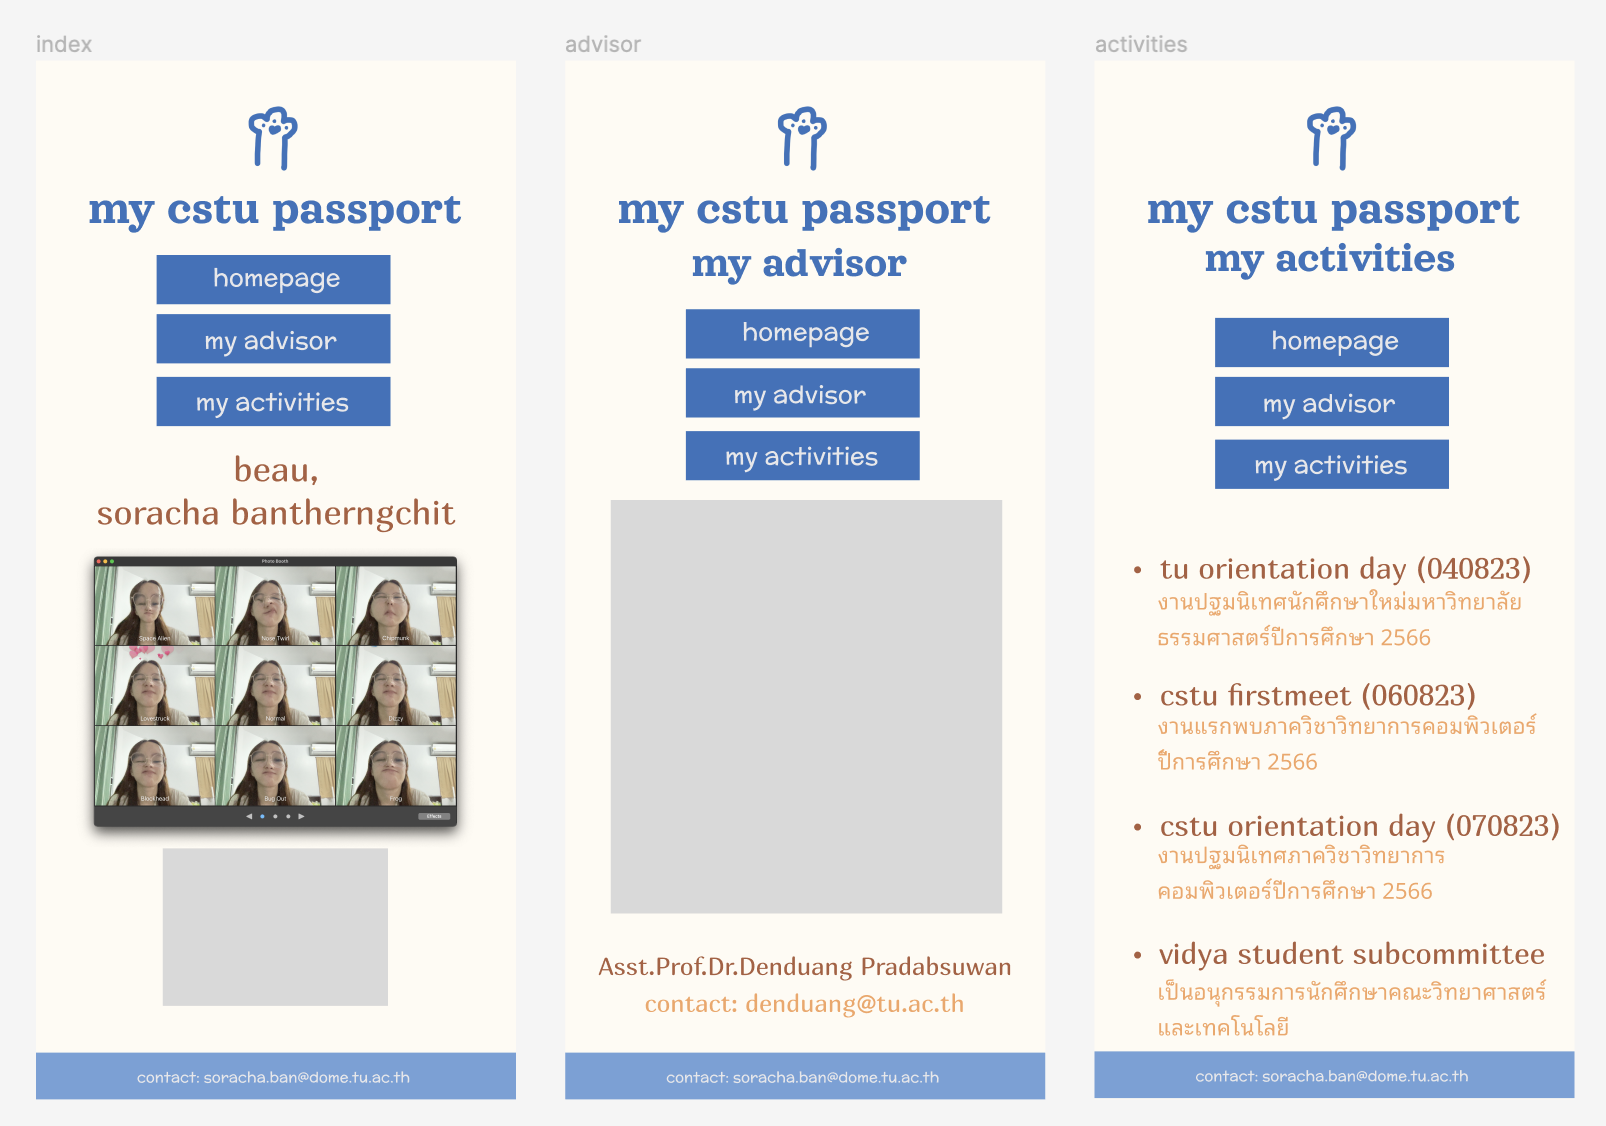 index
my cstu passport
homepage
my advisor
my activities
beau,
soracha bantherngchit
Photo Booth
Space Alien
Nose Twirl
Chipmunk
Lovestruck
Normal
Dizzy
Blockhead
Bug Out
Frog
Effects
contact: soracha.ban@dome.tu.ac.th
advisor
my cstu passport
my advisor
homepage
my advisor
my activities
Asst.Prof.Dr.Denduang Pradabsuwan
contact: denduang@tu.ac.th
contact: soracha.ban@dome.tu.ac.th
activities
my cstu passport
my activities
homepage
my advisor
my activities
• tu orientation day (040823)
งานปฐมนิเทศนักศึกษาใหม่มหาวิทยาลัย
ธรรมศาสตร์ปีการศึกษา 2566
• cstu firstmeet (060823)
งานแรกพบภาควิชาวิทยาการคอมพิวเตอร์
ปีการศึกษา 2566
• cstu orientation day (070823)
งานปฐมนิเทศภาควิชาวิทยาการ
คอมพิวเตอร์ปีการศึกษา 2566
• vidya student subcommittee
เป็นอนุกรรมการนักศึกษาคณะวิทยาศาสตร์
และเทคโนโลยี
contact: soracha.ban@dome.tu.ac.th